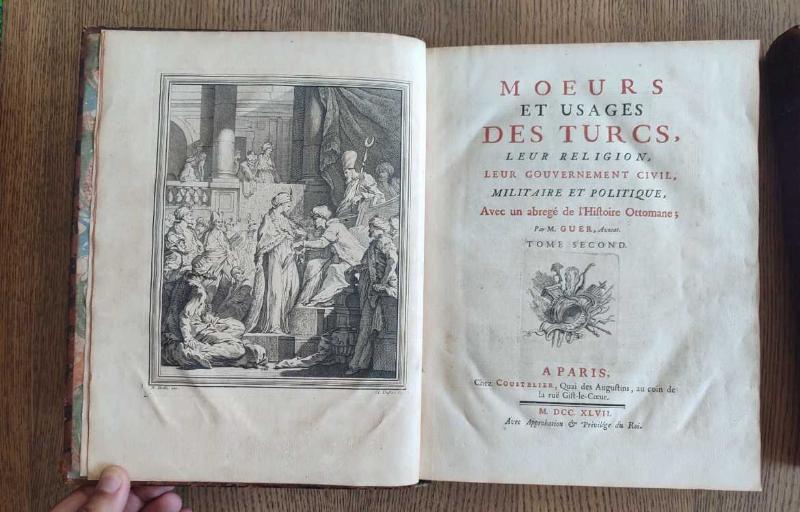 MOEURS
ET USAGES
DES TURCS,
LEUR RELIGION,
LEUR GOUVERNEMENT CIVIL,
MILITAIRE ET POLITIQUE,
Avec un abregé de l'Histoire Ottomane;
Par M. GUER, Avocat.
TOME SECOND.
A PARIS,
Chez COUSTELIER, Quai des Augustins, au coin de
la ruë Gist-le-Cœur.
M. DCC. XLVII.
Avec Approbation & Privilége du Roi.